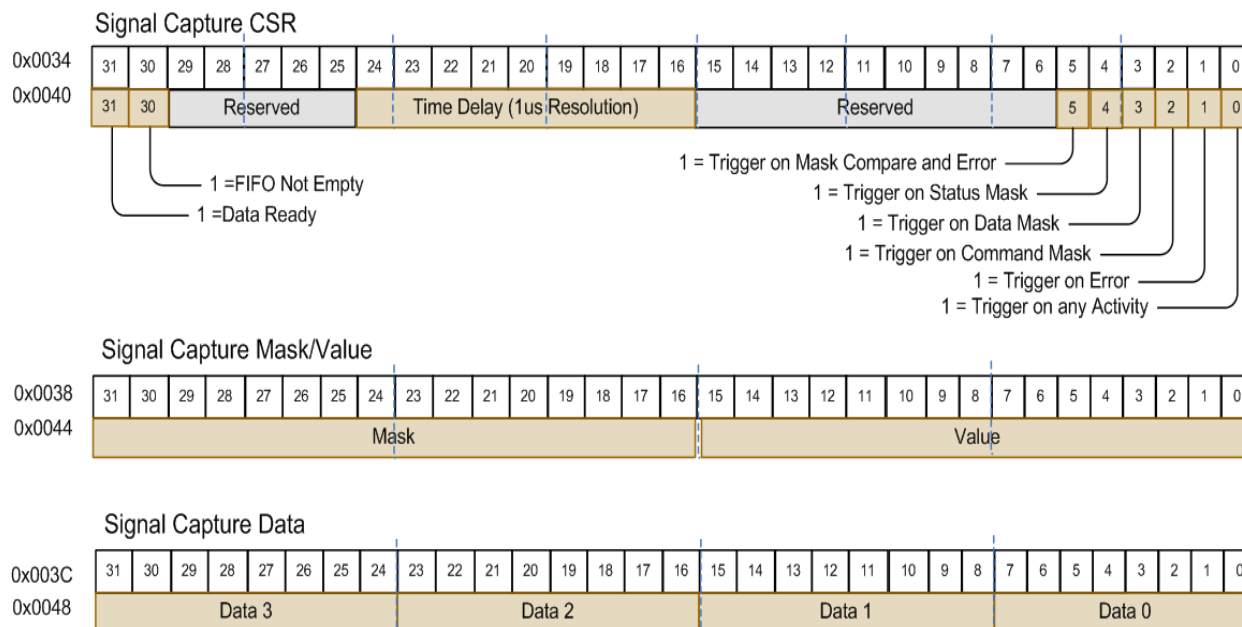 Signal Capture CSR
0x0034 31 30 29 28 27 26 25 24 23 22 21 20 19 18 17 16 15 14 13 12 11 10 9 8 7 6 5 4 3 2 1 0
0x0040 31 30 Reserved Time Delay (1us Resolution) Reserved 5 4 3 2 1 0
1 = Trigger on Mask Compare and Error
1 =FIFO Not Empty
1 = Trigger on Status Mask
1 =Data Ready
1 = Trigger on Data Mask
1 = Trigger on Command Mask
1 = Trigger on Error
1 = Trigger on any Activity
Signal Capture Mask/Value
0x0038 31 30 29 28 27 26 25 24 23 22 21 20 19 18 17 16 15 14 13 12 11 10 9 8 7 6 5 4 3 2 1 0
0x0044 Mask Value
Signal Capture Data
0x003C 31 30 29 28 27 26 25 24 23 22 21 20 19 18 17 16 15 14 13 12 11 10 9 8 7 6 5 4 3 2 1 0
0x0048 Data 3 Data 2 Data 1 Data 0